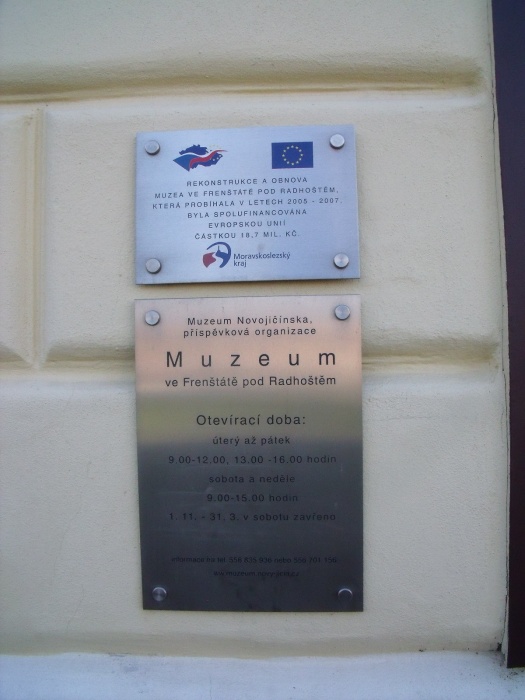 REKONSTRUKCE A OBNOVA
MUZEA VE FRENŠTÁTĚ POD RADHOŠTĚM,
KTERÁ PROBÍHALA V LETECH 2005 - 2007,
BYLA SPOLUFINANCOVÁNA
EVROPSKOU UNIÍ
ČÁSTKOU 18,7 MIL. KČ.
Moravskoslezský
kraj
Muzeum Novojičínska,
příspěvková organizace
Muzeum
ve Frenštátě pod Radhoštěm
Otevírací doba:
úterý až pátek
9.00-12.00, 13.00 -16.00 hodin
sobota a neděle
9.00-15.00 hodin
1. 11. - 31. 3. v sobotu zavřeno